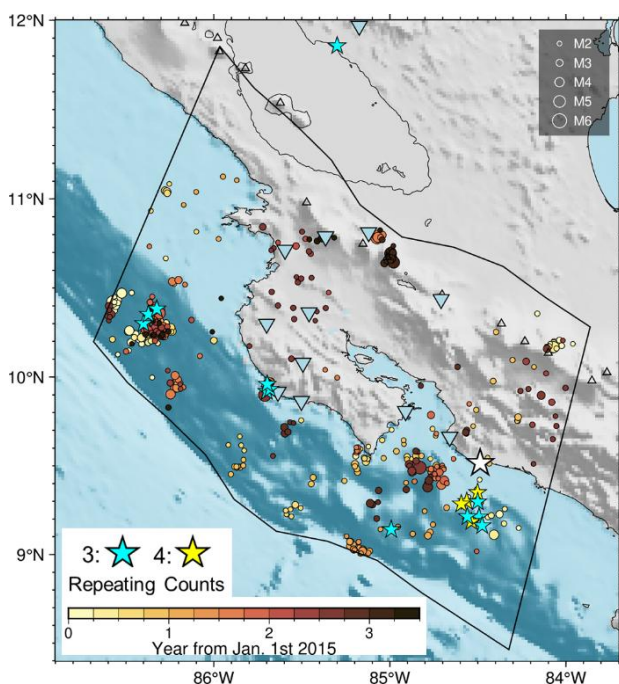 12°N
M2
M3
M4
M5
M6
11°N
10°N
9°N
3: 4:
Repeating Counts
0 1 2 3
Year from Jan. 1st 2015
86°W 85°W 84°W